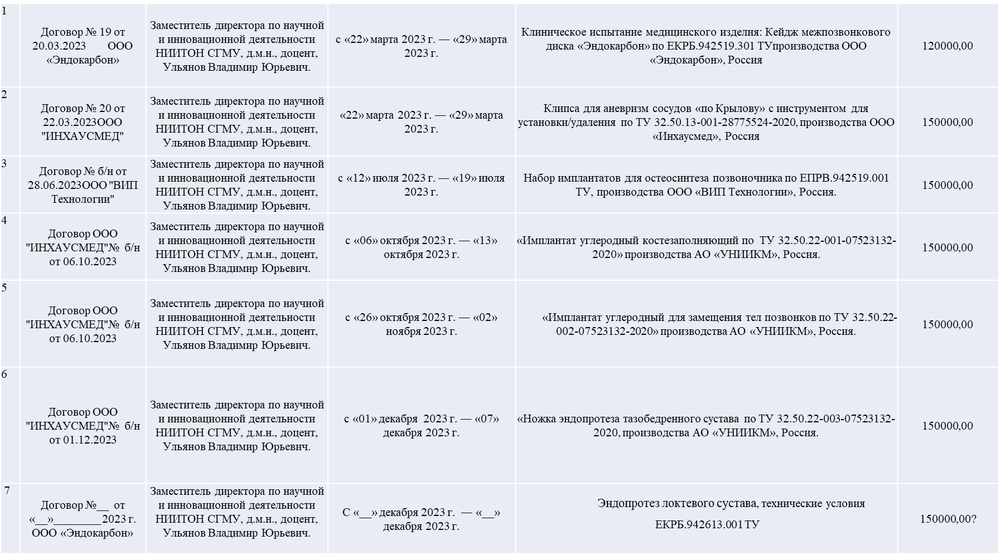 1
Договор № 19 от
20.03.2023 ООО
«Эндокарбон»
Заместитель директора по научной
и инновационной деятельности
НИИТОН СГМУ, д.м.н., доцент,
Ульянов Владимир Юрьевич.
с «22» марта 2023 г. — «29» марта
2023 г.
Клиническое испытание медицинского изделия: Кейдж межпозвонкового
диска «Эндокарбон» по ЕКРБ.942519.301 ТУпроизводства ООО
«Эндокарбон», Россия
120000,00
2
Договор № 20 от
22.03.2023ООО
"ИНХАУСМЕД"
Заместитель директора по научной
и инновационной деятельности
НИИТОН СГМУ, д.м.н., доцент,
Ульянов Владимир Юрьевич.
«22» марта 2023 г. — «29» марта
2023 г.
Клипса для аневризм сосудов «по Крылову» с инструментом для
установки/удаления по ТУ 32.50.13-001-28775524-2020, производства ООО
«Инхаусмед», Россия
150000,00
3
Договор № б/н от
28.06.2023ООО "ВИП
Технологии"
Заместитель директора по научной
и инновационной деятельности
НИИТОН СГМУ, д.м.н., доцент,
Ульянов Владимир Юрьевич.
с «12» июля 2023 г. — «19» июля
2023 г.
Набор имплантатов для остеосинтеза позвоночника по ЕПРВ.942519.001
ТУ, производства ООО «ВИП Технологии», Россия.
150000,00
4
Договор ООО
"ИНХАУСМЕД"№ б/н
от 06.10.2023
Заместитель директора по научной
и инновационной деятельности
НИИТОН СГМУ, д.м.н., доцент,
Ульянов Владимир Юрьевич.
с «06» октября 2023 г. — «13»
октября 2023 г.
«Имплантат углеродный костезаполняющий по ТУ 32.50.22-001-07523132-
2020» производства АО «УНИИКМ», Россия.
150000,00
5
Договор ООО
"ИНХАУСМЕД"№ б/н
от 06.10.2023
Заместитель директора по научной
и инновационной деятельности
НИИТОН СГМУ, д.м.н., доцент,
Ульянов Владимир Юрьевич.
с «26» октября 2023 г. — «02»
ноября 2023 г.
«Имплантат углеродный для замещения тел позвонков по ТУ 32.50.22-
002-07523132-2020» производства АО «УНИИКМ», Россия.
150000,00
6
Договор ООО
"ИНХАУСМЕД"№ б/н
от 01.12.2023
Заместитель директора по научной
и инновационной деятельности
НИИТОН СГМУ, д.м.н., доцент,
Ульянов Владимир Юрьевич.
с «01» декабря 2023 г. — «07»
декабря 2023 г.
«Ножка эндопротеза тазобедренного сустава по ТУ 32.50.22-003-07523132-
2020, производства АО «УНИИКМ», Россия.
150000,00
7
Договор №__ от
«__»________2023 г.
ООО «Эндокарбон»
Заместитель директора по научной
и инновационной деятельности
НИИТОН СГМУ, д.м.н., доцент,
Ульянов Владимир Юрьевич.
С «__» декабря 2023 г. — «__»
декабря 2023 г.
Эндопротез локтевого сустава, технические условия
ЕКРБ.942613.001 ТУ
150000,00?